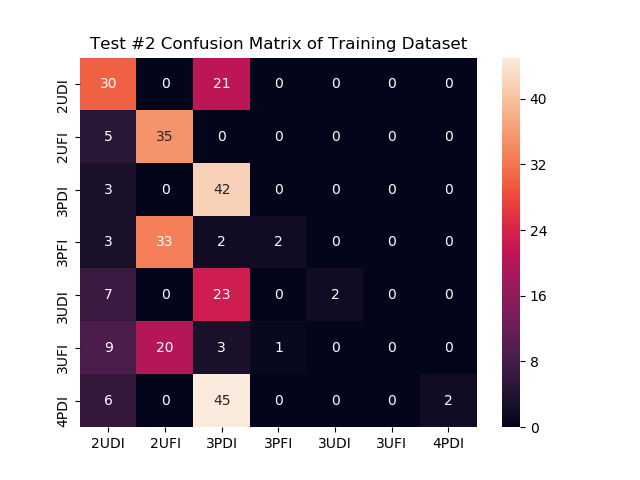 Test #2 Confusion Matrix of Training Dataset
2UDI 30 0 21 0 0 0 0
2UFI 5 35 0 0 0 0 0
3PDI 3 0 42 0 0 0 0
3PFI 3 33 2 2 0 0 0
3UDI 7 0 23 0 2 0 0
3UFI 9 20 3 1 0 0 0
4PDI 6 0 45 0 0 0 2
2UDI 2UFI 3PDI 3PFI 3UDI 3UFI 4PDI
40
32
24
16
8
0